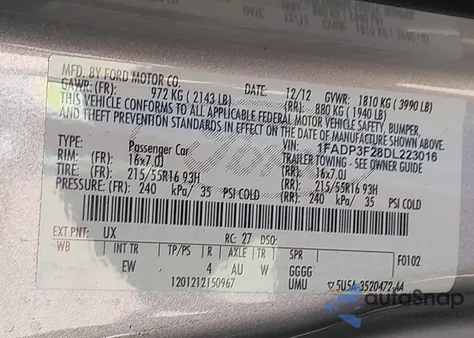 MFD. BY FORD MOTOR CO.
DATE: 12/12 GVWR: 1810 KG ( 3990 LB)
GAWR: (FR): 972 KG ( 2143 LB) (RR): 880 KG ( 1940 LB)
THIS VEHICLE CONFORMS TO ALL APPLICABLE FEDERAL MOTOR VEHICLE SAFETY, BUMPER,
AND THEFT PREVENTION STANDARDS IN EFFECT ON THE DATE OF MANUFACTURE SHOWN ABOVE.
VIN: 1FADP3F28DL223016
TYPE: Passenger Car TRAILER TOWING - SEE OWNER GUIDE
RIM: (FR): 16x7.0J (RR): 16x7.0J
TIRE: (FR): 215/55R16 93H (RR): 215/55R16 93H
PRESSURE: (FR): 240 kPa/ 35 PSI COLD (RR): 240 kPa/ 35 PSI COLD
EXT PNT: UX RC: 27 DSO: F0102
WB INT TR TP/PS R AXLE TR SPR
EW 4 AU W GGGG
1201212150967 UMU ▽5U5A-3520472-AA
autoSnap